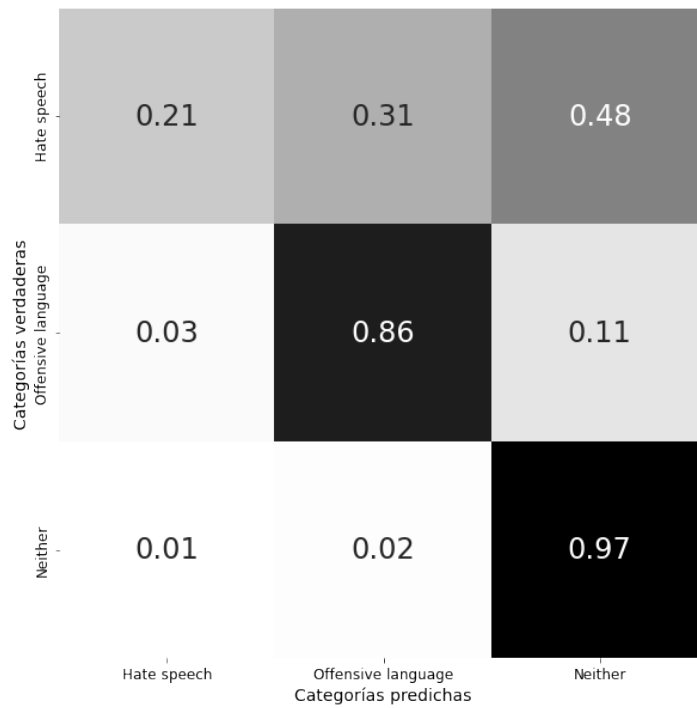 Hate speech
0.21 0.31 0.48
Categorías verdaderas
Offensive language
0.03 0.86 0.11
Neither
0.01 0.02 0.97
Hate speech Offensive language Neither
Categorías predichas